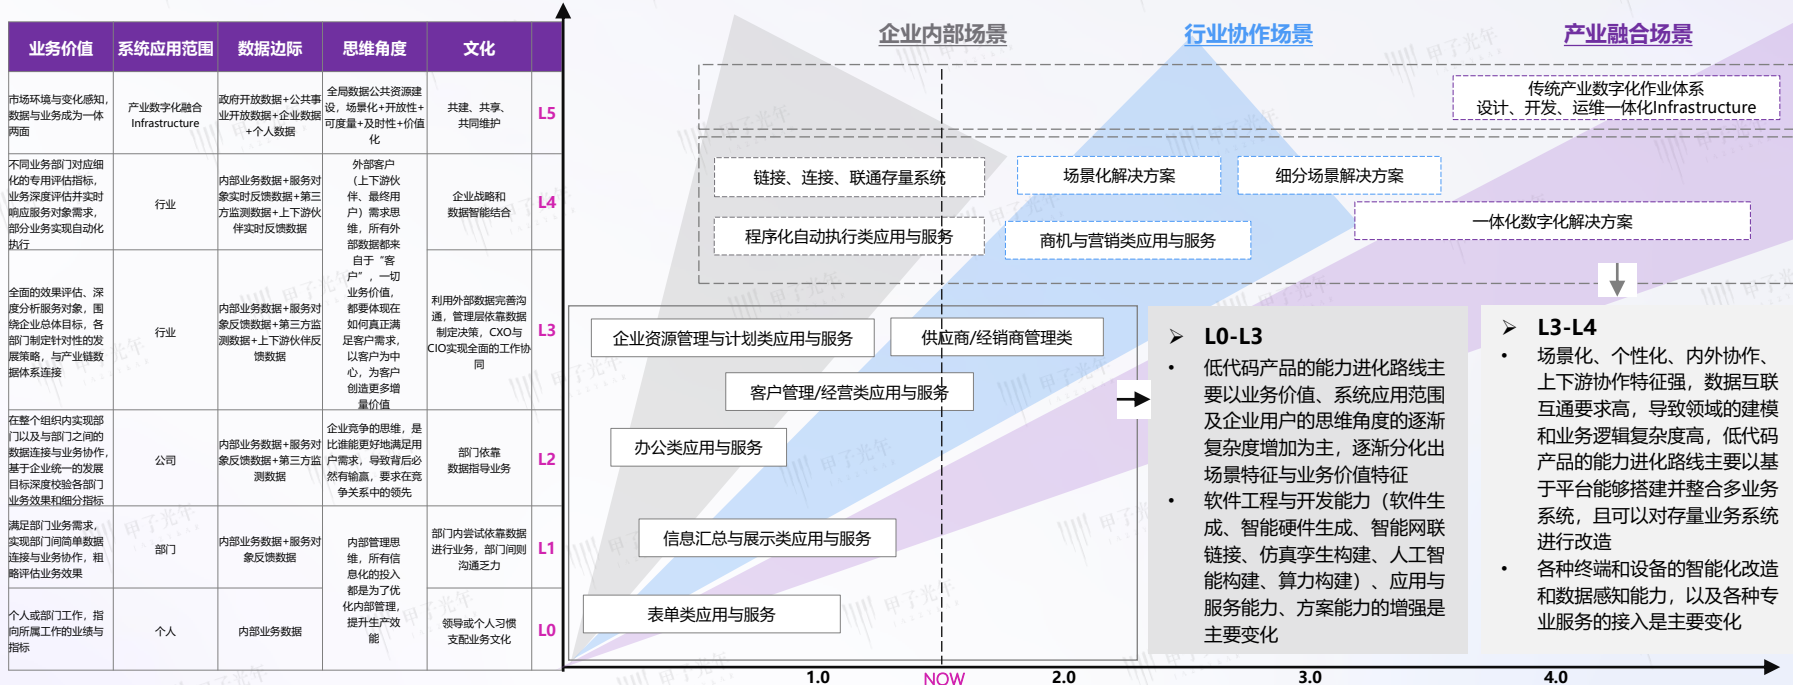 业务价值
系统应用范围
数据边际
思维角度
文化
市场环境与变化感知，
数据与业务成为一体
两面
产业数字化融合
Infrastructure
政府开放数据+公共事
业开放数据+企业数据
+个人数据
全局数据公共资源建
设，场景化+开放性+
可度量+及时性+价值
化
共建、共享、
共同维护
L5
不同业务部门对应细
化的专用评估指标，
业务深度评估并实时
响应服务对象需求，
部分业务实现自动化
执行
行业
内部业务数据+服务对
象实时反馈数据+第三
方监测数据+上下游伙
伴实时反馈数据
外部客户
（上下游伙
伴、最终用
户）需求思
维，所有外
部数据都来
自于“客
户”，一切
业务价值，
都要体现在
如何真正满
足客户需求，
以客户为中
心，为客户
创造更多增
量价值
企业战略和
数据智能结合
L4
全面的效果评估、深
度分析服务对象，围
绕企业总体目标，各
部门制定针对性的发
展策略，与产业链数
据体系连接
行业
内部业务数据+服务对
象反馈数据+第三方监
测数据+上下游伙伴反
馈数据
利用外部数据完善沟
通，管理层依靠数据
制定决策，CXO与
CIO实现全面的工作协
同
L3
在整个组织内实现部
门以及与部门之间的
数据连接与业务协作，
基于企业统一的发展
目标深度校验各部门
业务效果和细分指标
公司
内部业务数据+服务对
象反馈数据+第三方监
测数据
企业竞争的思维，是
比谁能更好地满足用
户需求，导致背后必
然有输赢，要求在竞
争关系中的领先
部门依靠
数据指导业务
L2
满足部门业务需求，
实现部门间简单数据
连接与业务协作，粗
略评估业务效果
部门
内部业务数据+服务对
象反馈数据
内部管理思
维，所有信
息化的投入
都是为了优
化内部管理，
提升生产效
能
部门内尝试依靠数据
进行业务，部门间则
沟通乏力
L1
个人或部门工作，指
向所属工作的业绩与
指标
个人
内部业务数据
领导或个人习惯
支配业务文化
L0
企业内部场景
行业协作场景
产业融合场景
传统产业数字化作业体系
设计、开发、运维一体化Infrastructure
链接、连接、联通存量系统
场景化解决方案
细分场景解决方案
程序化自动执行类应用与服务
商机与营销类应用与服务
一体化数字化解决方案
企业资源管理与计划类应用与服务
供应商/经销商管理类
客户管理/经营类应用与服务
办公类应用与服务
信息汇总与展示类应用与服务
表单类应用与服务
➢ L0-L3
• 低代码产品的能力进化路线主
要以业务价值、系统应用范围
及企业用户的思维角度的逐渐
复杂度增加为主，逐渐分化出
场景特征与业务价值特征
• 软件工程与开发能力（软件生
成、智能硬件生成、智能网联
链接、仿真孪生构建、人工智
能构建、算力构建）、应用与
服务能力、方案能力的增强是
主要变化
➢ L3-L4
• 场景化、个性化、内外协作、
上下游协作特征强，数据互联
互通要求高，导致领域的建模
和业务逻辑复杂度高，低代码
产品的能力进化路线主要以基
于平台能够搭建并整合多业务
系统，且可以对存量业务系统
进行改造
• 各种终端和设备的智能化改造
和数据感知能力，以及各种专
业服务的接入是主要变化
1.0
NOW
2.0
3.0
4.0
甲子光年